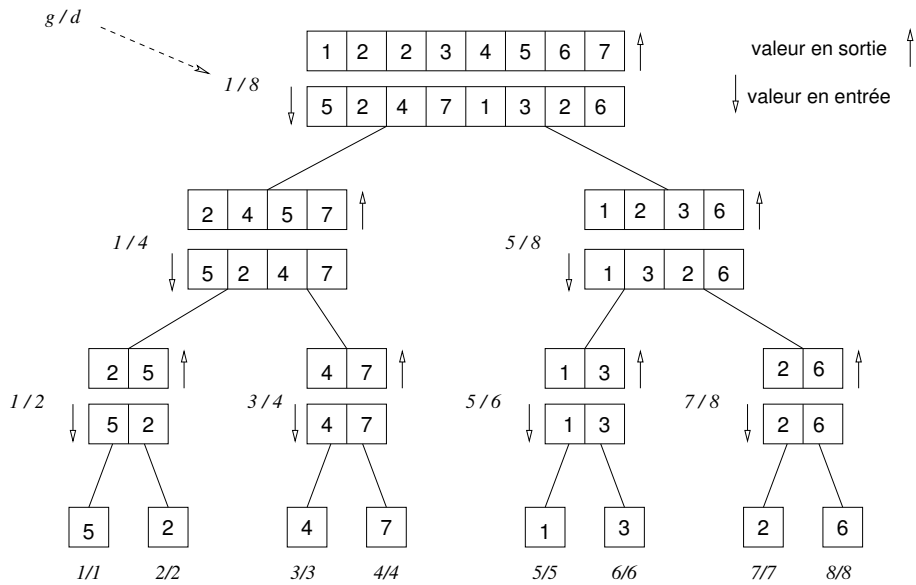 g / d
1 2 2 3 4 5 6 7
valeur en sortie
1 / 8
5 2 4 7 1 3 2 6
valeur en entrée
2 4 5 7
1 2 3 6
1 / 4
5 / 8
5 2 4 7
1 3 2 6
2 5
4 7
1 3
2 6
1 / 2
3 / 4
5 / 6
7 / 8
5 2
4 7
1 3
2 6
5
2
4
7
1
3
2
6
1/1
2/2
3/3
4/4
5/5
6/6
7/7
8/8